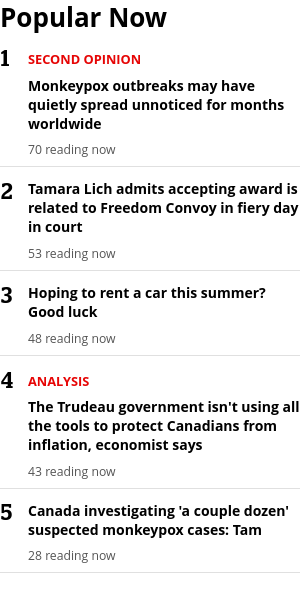 Popular Now
1 SECOND OPINION
Monkeypox outbreaks may have
quietly spread unnoticed for months
worldwide
70 reading now
2 Tamara Lich admits accepting award is
related to Freedom Convoy in fiery day
in court
53 reading now
3 Hoping to rent a car this summer?
Good luck
48 reading now
4 ANALYSIS
The Trudeau government isn't using all
the tools to protect Canadians from
inflation, economist says
43 reading now
5 Canada investigating 'a couple dozen'
suspected monkeypox cases: Tam
28 reading now